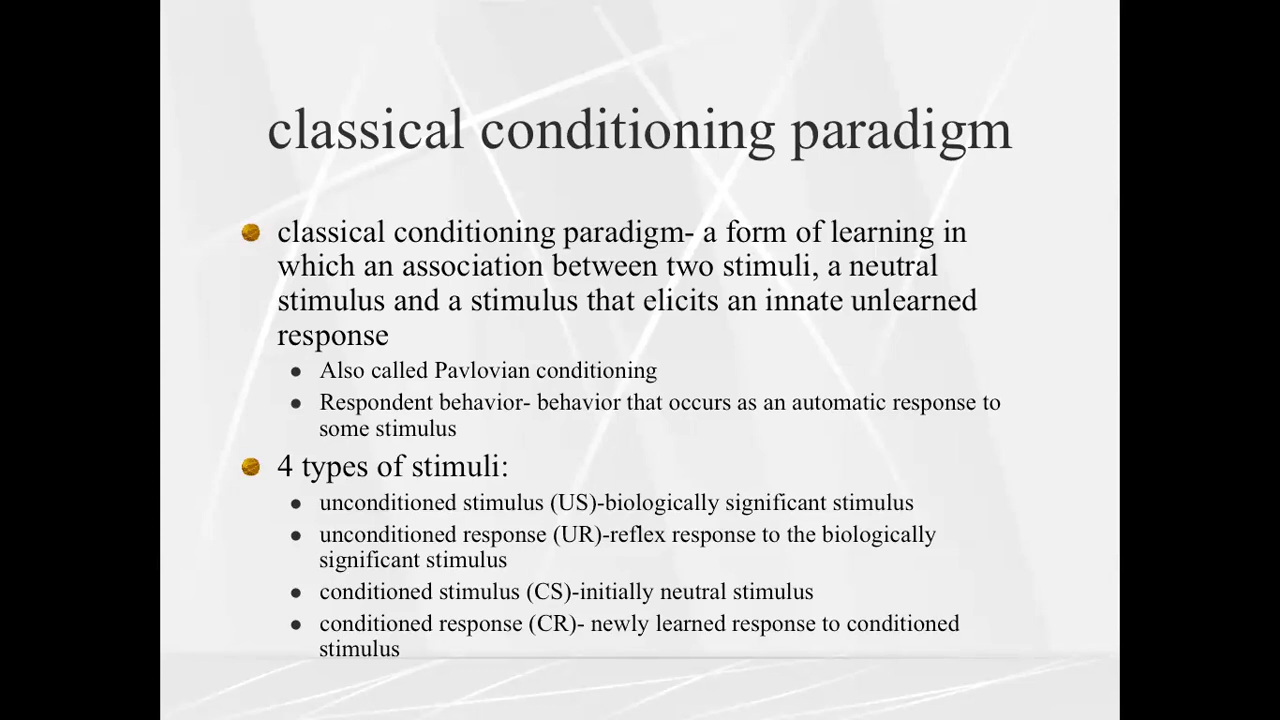 classical conditioning paradigm
classical conditioning paradigm- a form of learning in
which an association between two stimuli, a neutral
stimulus and a stimulus that elicits an innate unlearned
response
Also called Pavlovian conditioning
Respondent behavior- behavior that occurs as an automatic response to
some stimulus
4 types of stimuli:
unconditioned stimulus (US)-biologically significant stimulus
unconditioned response (UR)-reflex response to the biologically
significant stimulus
conditioned stimulus (CS)-initially neutral stimulus
conditioned response (CR)- newly learned response to conditioned
stimulus